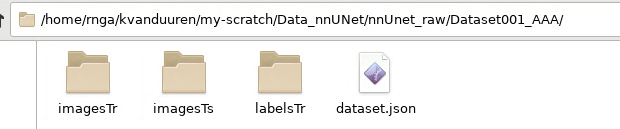 /home/rnga/kvanduuren/my-scratch/Data_nnUNet/nnUnet_raw/Dataset001_AAA/
imagesTr imagesTs labelsTr dataset.json